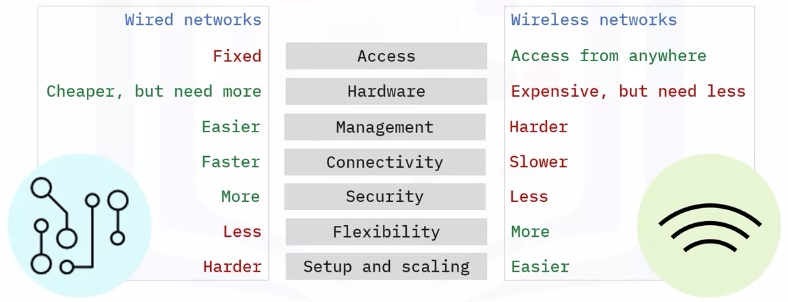 Wired networks Wireless networks
Fixed Access Access from anywhere
Cheaper, but need more Hardware Expensive, but need less
Easier Management Harder
Faster Connectivity Slower
More Security Less
Less Flexibility More
Harder Setup and scaling Easier